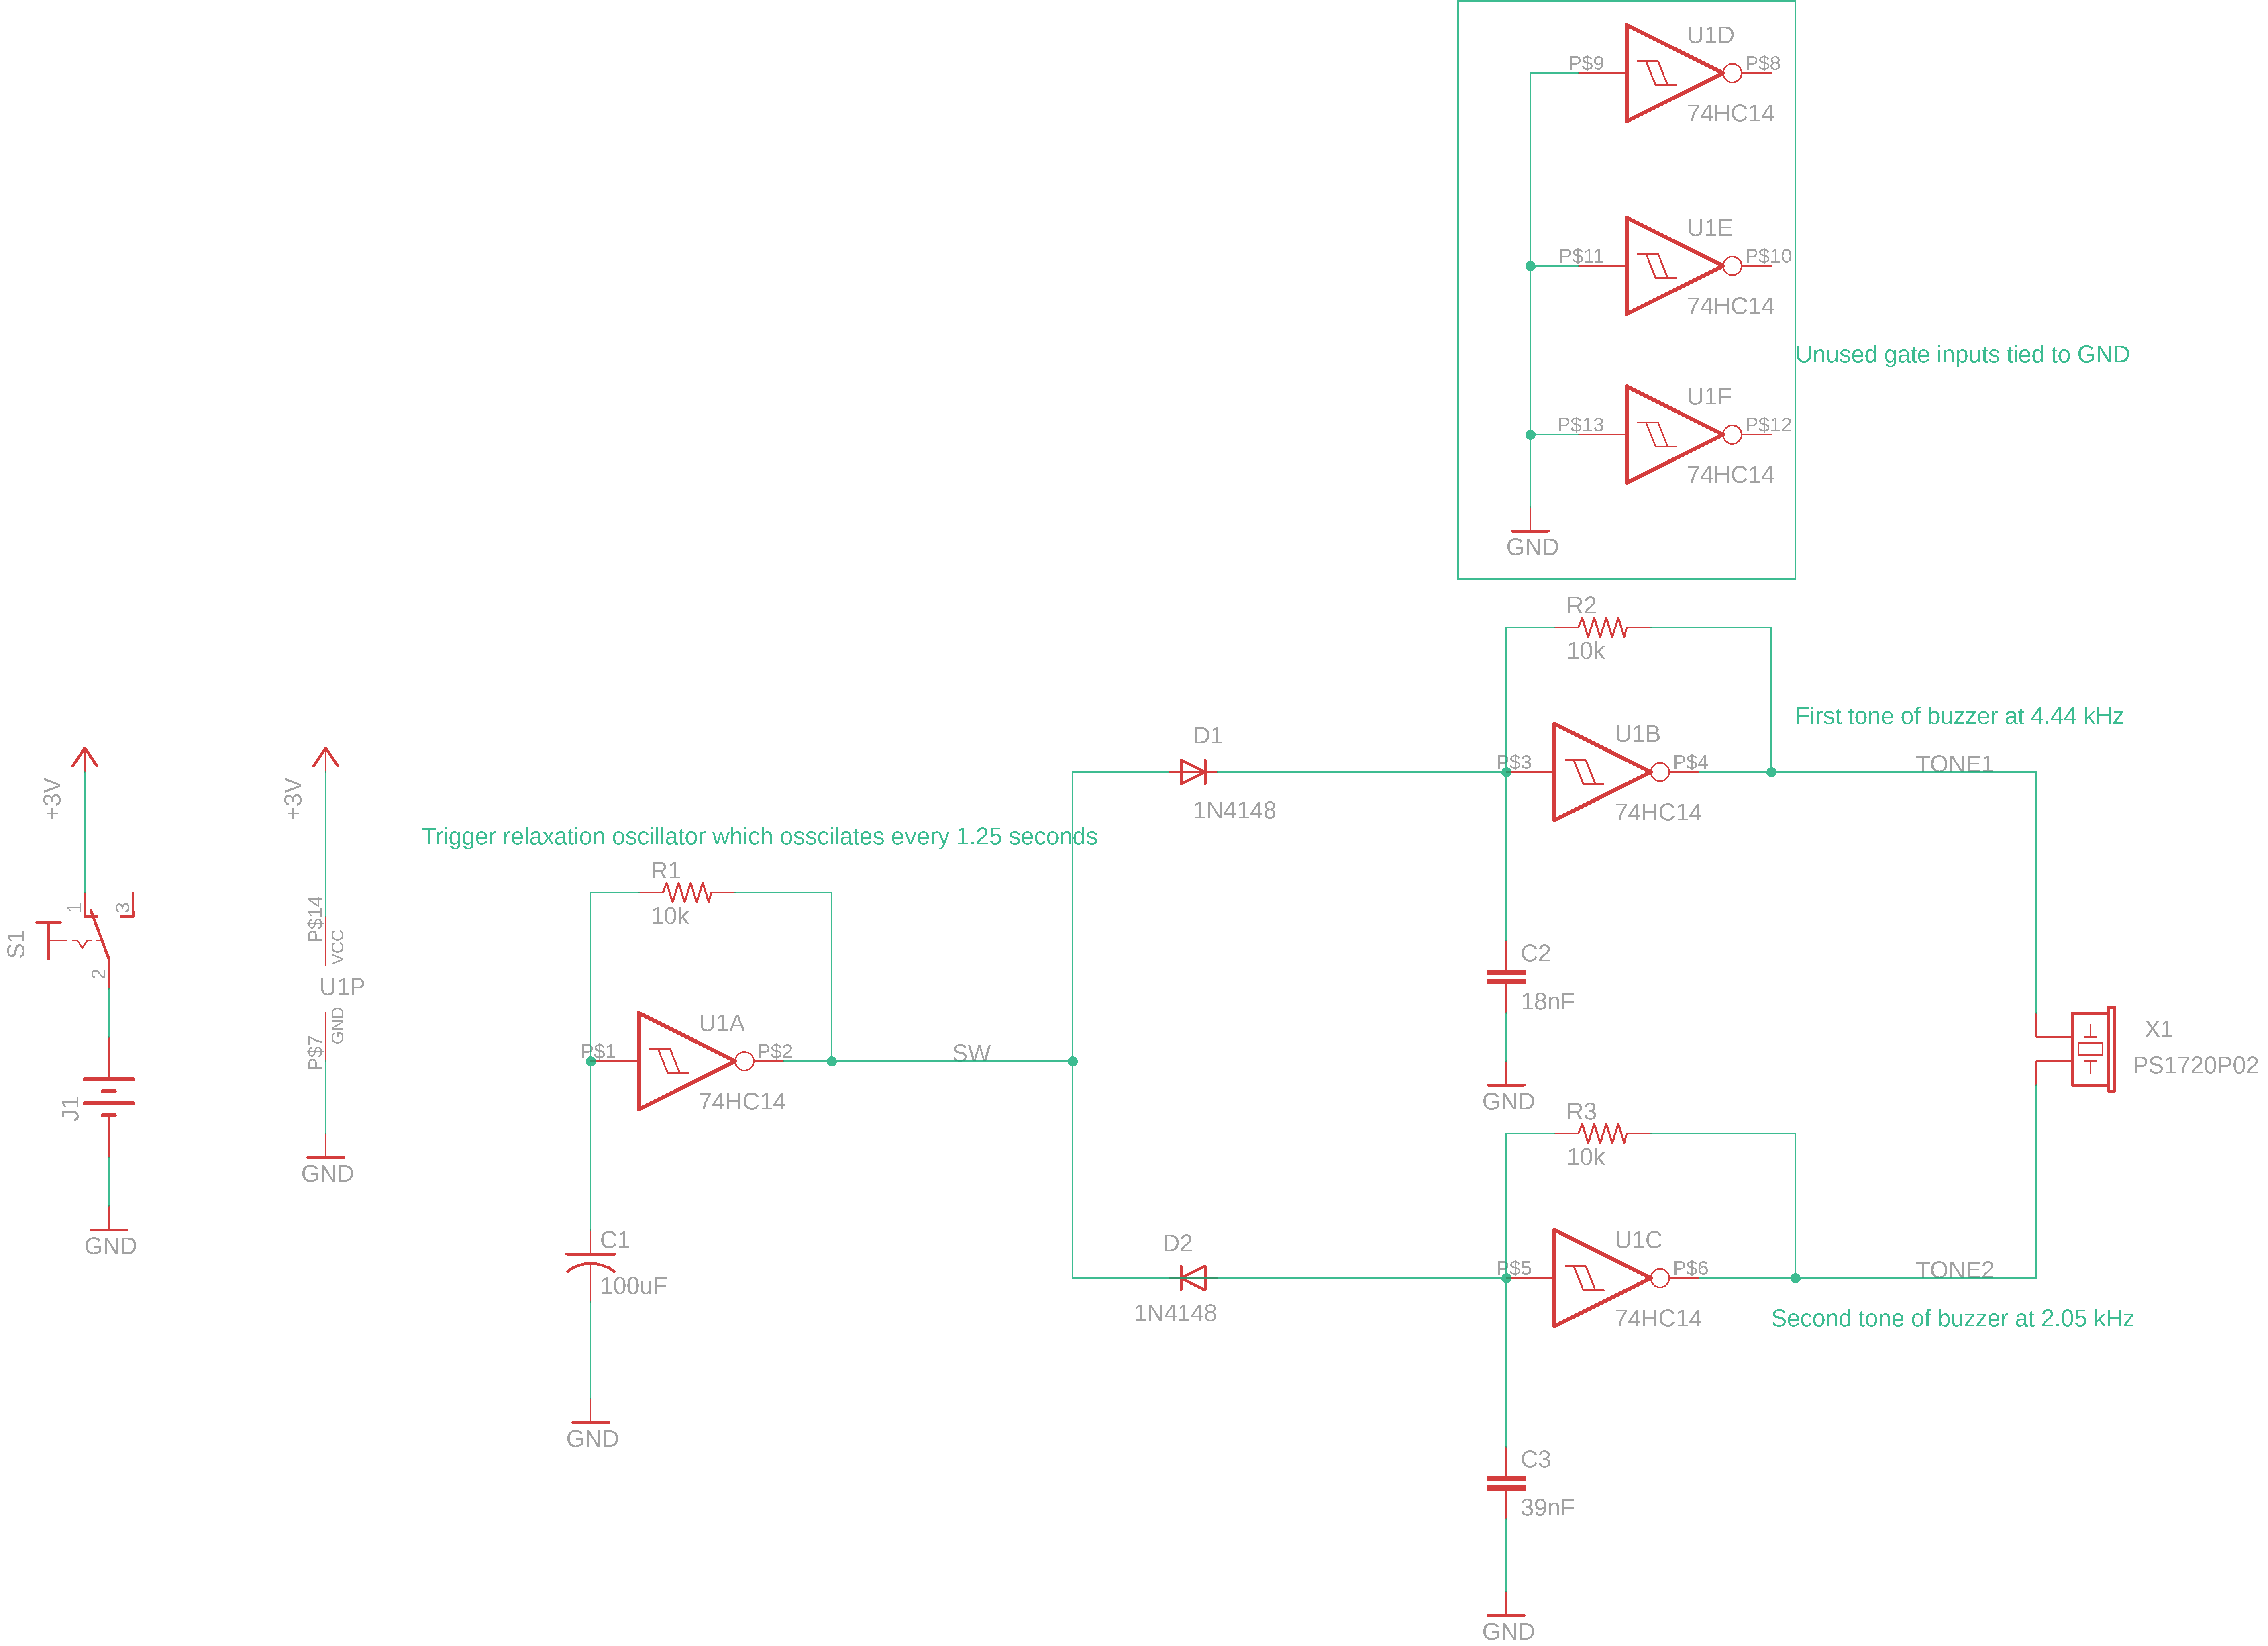 U1D
P$9
P$8
74HC14
U1E
P$11
P$10
74HC14
Unused gate inputs tied to GND
U1F
P$13
P$12
74HC14
GND
R2
10k
First tone of buzzer at 4.44 kHz
D1
U1B
P$3
P$4
TONE1
1N4148
74HC14
+3V
+3V
Trigger relaxation oscillator which osscilates every 1.25 seconds
R1
10k
1
3
S1
2
P$14
VCC
U1P
GND
P$7
GND
J1
GND
U1A
P$1
P$2
SW
74HC14
C2
18nF
GND
X1
PS1720P02
R3
10k
C1
100uF
GND
D2
1N4148
U1C
P$5
P$6
TONE2
74HC14
Second tone of buzzer at 2.05 kHz
C3
39nF
GND